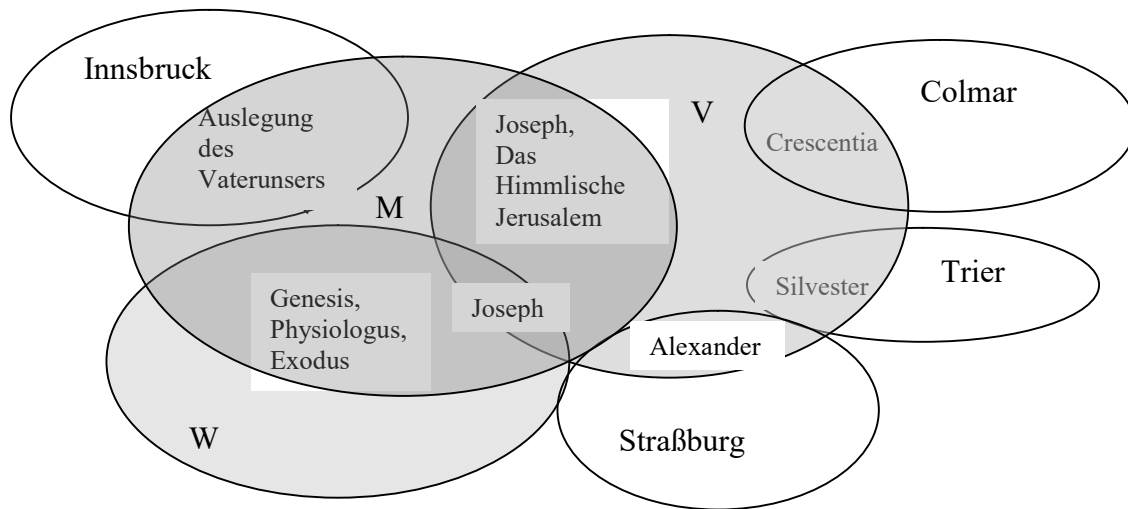 Innsbruck
Auslegung
des
Vaterunsers
M
Joseph,
Das
Himmlische
Jerusalem
V
Crescentia
Colmar
Genesis,
Physiologus,
Exodus
Joseph
Silvester
Trier
Alexander
W
Straßburg